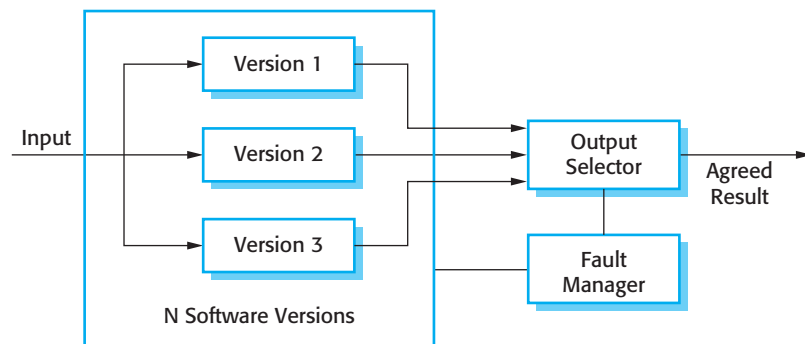 Version 1
Input
Version 2
Output
Selector
Agreed
Result
Version 3
Fault
Manager
N Software Versions